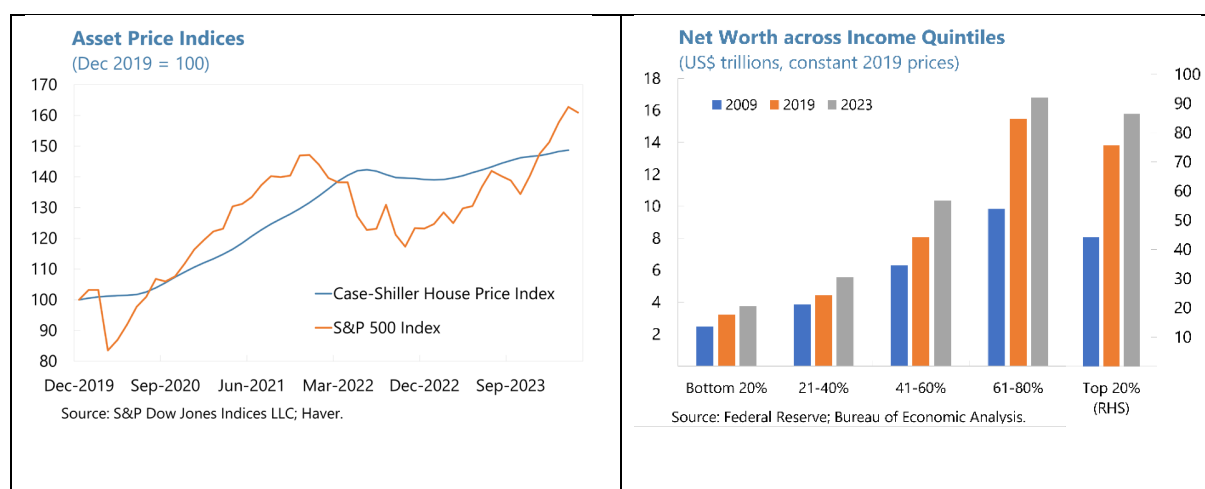 Asset Price Indices
(Dec 2019 = 100)
170
160
150
140
130
120
110
100
90
80
Case-Shiller House Price Index
S&P 500 Index
Dec-2019 Sep-2020 Jun-2021 Mar-2022 Dec-2022 Sep-2023
Source: S&P Dow Jones Indices LLC; Haver.
Net Worth across Income Quintiles
(US$ trillions, constant 2019 prices)
18
16
14
12
10
8
6
4
2
2009 2019 2023
100
90
80
70
60
50
40
30
20
10
Bottom 20% 21-40% 41-60% 61-80% Top 20%
(RHS)
Source: Federal Reserve; Bureau of Economic Analysis.